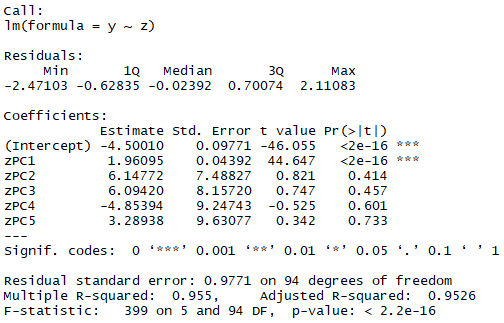 Call:
lm(formula = y ~ z)
Residuals:
     Min       1Q   Median       3Q      Max
-2.47103 -0.62835 -0.02392  0.70074  2.11083
Coefficients:
            Estimate Std. Error t value Pr(>|t|)
(Intercept) -4.50010    0.09771 -46.055   <2e-16 ***
zPC1         1.96095    0.04392  44.647   <2e-16 ***
zPC2         6.14772    7.48827   0.821    0.414
zPC3         6.09420    8.15720   0.747    0.457
zPC4        -4.85394    9.24743  -0.525    0.601
zPC5         3.28938    9.63077   0.342    0.733
---
Signif. codes:  0 ‘***’ 0.001 ‘**’ 0.01 ‘*’ 0.05 ‘.’ 0.1 ‘ ’ 1
Residual standard error: 0.9771 on 94 degrees of freedom
Multiple R-squared:  0.955,     Adjusted R-squared:  0.9526
F-statistic:   399 on 5 and 94 DF,  p-value: < 2.2e-16